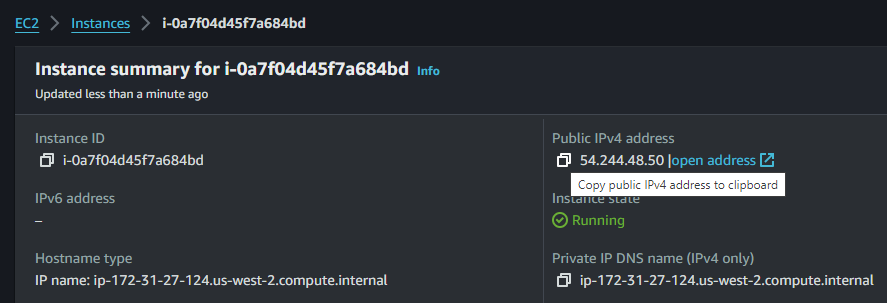 EC2 > Instances > i-0a7f04d45f7a684bd
Instance summary for i-0a7f04d45f7a684bd Info
Updated less than a minute ago
Instance ID
i-0a7f04d45f7a684bd
Public IPv4 address
54.244.48.50 |open address
Copy public IPv4 address to clipboard
IPv6 address
–
Instance state
Running
Hostname type
IP name: ip-172-31-27-124.us-west-2.compute.internal
Private IP DNS name (IPv4 only)
ip-172-31-27-124.us-west-2.compute.internal